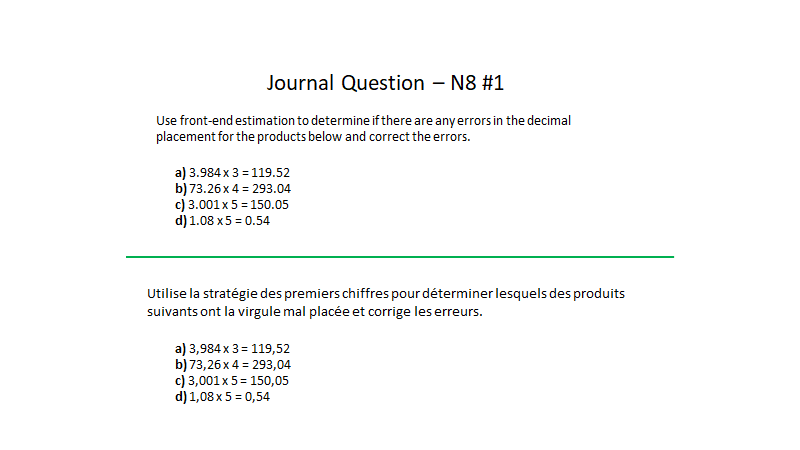 Journal Question – N8 #1
Use front-end estimation to determine if there are any errors in the decimal
placement for the products below and correct the errors.
a) 3.984 x 3 = 119.52
b) 73.26 x 4 = 293.04
c) 3.001 x 5 = 150.05
d) 1.08 x 5 = 0.54
Utilise la stratégie des premiers chiffres pour déterminer lesquels des produits
suivants ont la virgule mal placée et corrige les erreurs.
a) 3,984 x 3 = 119,52
b) 73,26 x 4 = 293,04
c) 3,001 x 5 = 150,05
d) 1,08 x 5 = 0,54